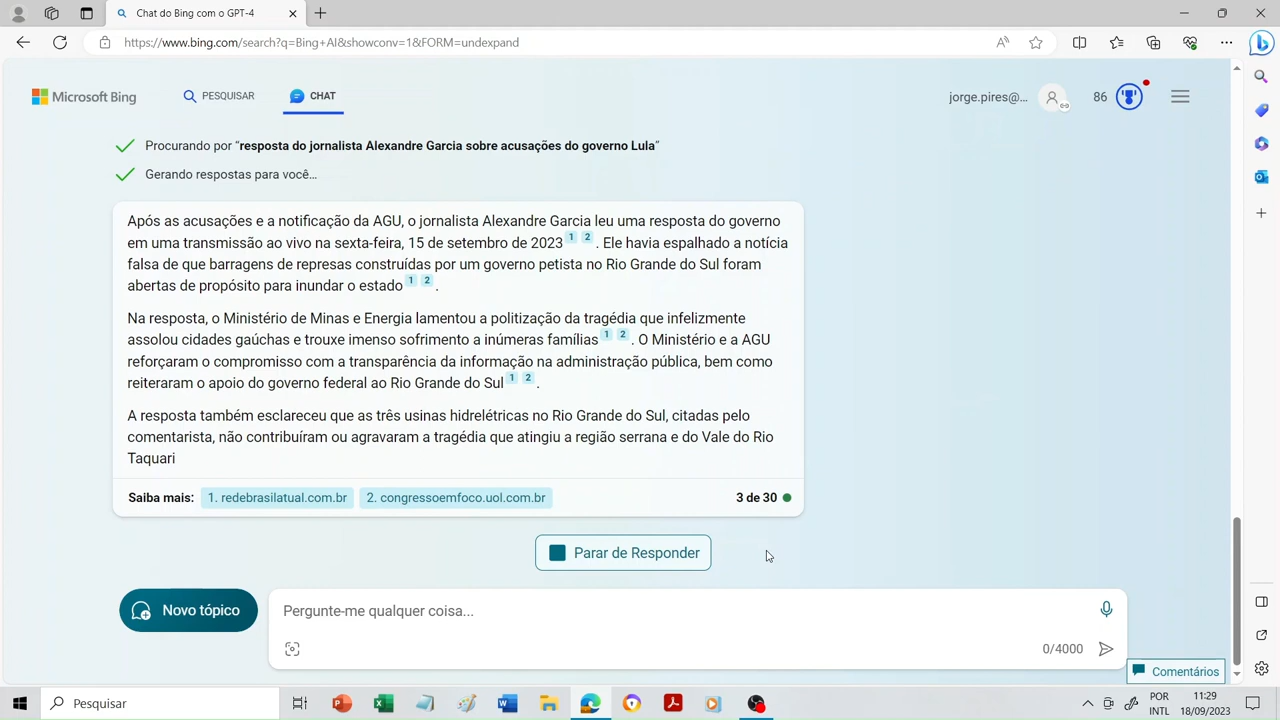 Chat do Bing com o GPT-4
https://www.bing.com/search?q=Bing+AI&showconv=1&FORM=undexpand
Microsoft Bing
PESQUISAR
CHAT
jorge.pires@...
86
Procurando por “resposta do jornalista Alexandre Garcia sobre acusações do governo Lula”
Gerando respostas para você…
Após as acusações e a notificação da AGU, o jornalista Alexandre Garcia leu uma resposta do governo
em uma transmissão ao vivo na sexta-feira, 15 de setembro de 2023 1 2 . Ele havia espalhado a notícia
falsa de que barragens de represas construídas por um governo petista no Rio Grande do Sul foram
abertas de propósito para inundar o estado 1 2 .
Na resposta, o Ministério de Minas e Energia lamentou a politização da tragédia que infelizmente
assolou cidades gaúchas e trouxe imenso sofrimento a inúmeras famílias 1 2 . O Ministério e a AGU
reforçaram o compromisso com a transparência da informação na administração pública, bem como
reiteraram o apoio do governo federal ao Rio Grande do Sul 1 2 .
A resposta também esclareceu que as três usinas hidrelétricas no Rio Grande do Sul, citadas pelo
comentarista, não contribuíram ou agravaram a tragédia que atingiu a região serrana e do Vale do Rio
Taquari
Saiba mais: 1. redebrasilatual.com.br 2. congressoemfoco.uol.com.br 3 de 30
Parar de Responder
Novo tópico
Pergunte-me qualquer coisa...
0/4000
Comentários
Pesquisar
POR
INTL
11:29
18/09/2023